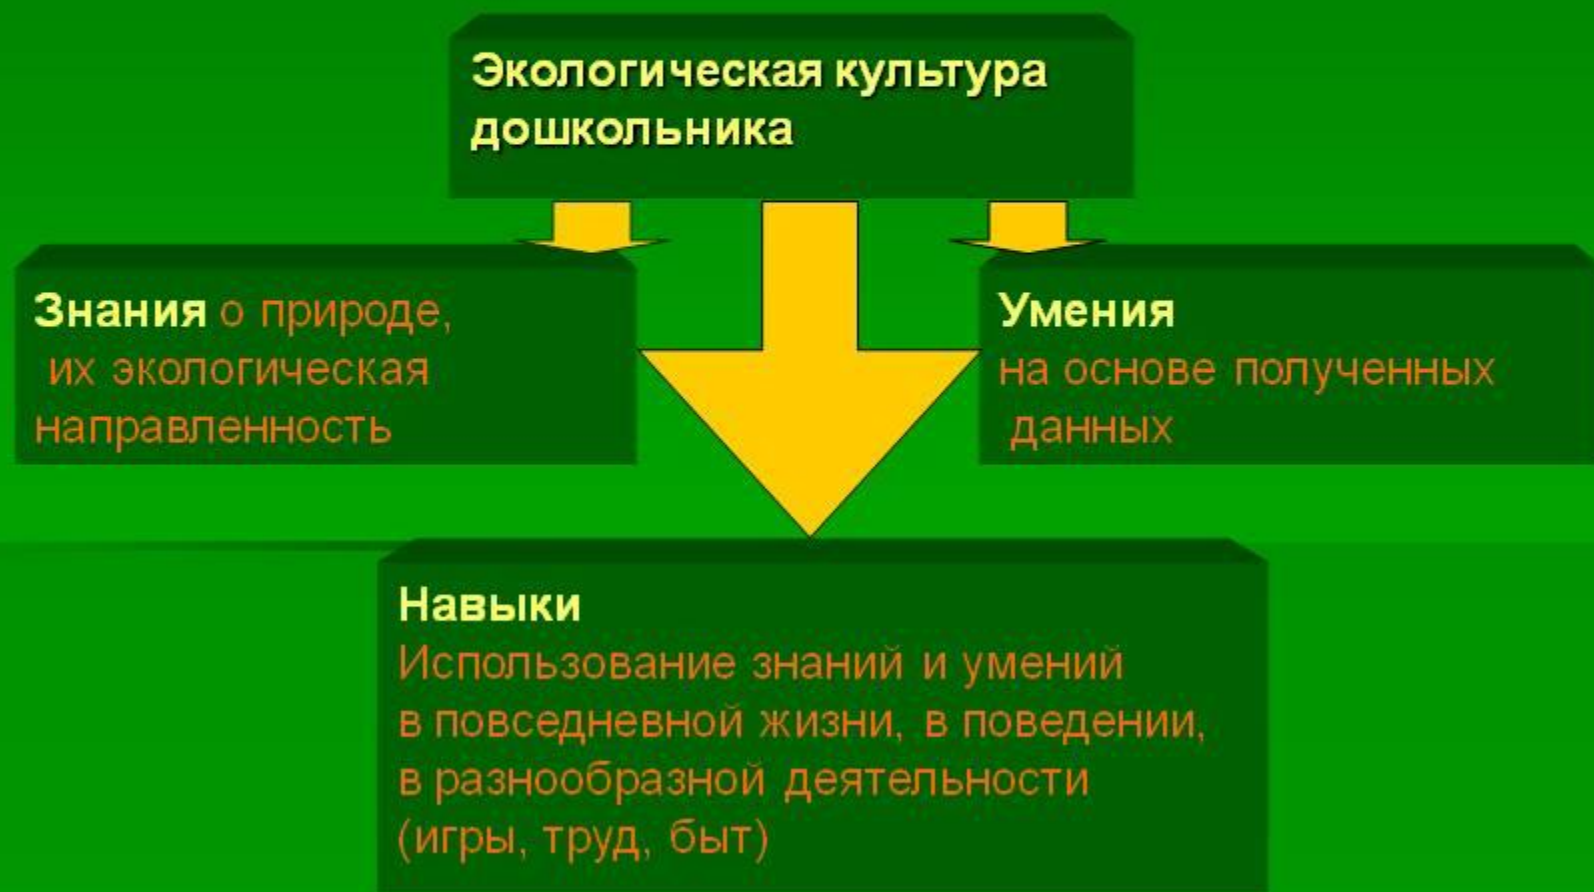 Экологическая культура
дошкольника
Знания о природе,
их экологическая
направленность
Умения
на основе полученных
данных
Навыки
Использование знаний и умений
в повседневной жизни, в поведении,
в разнообразной деятельности
(игры, труд, быт)